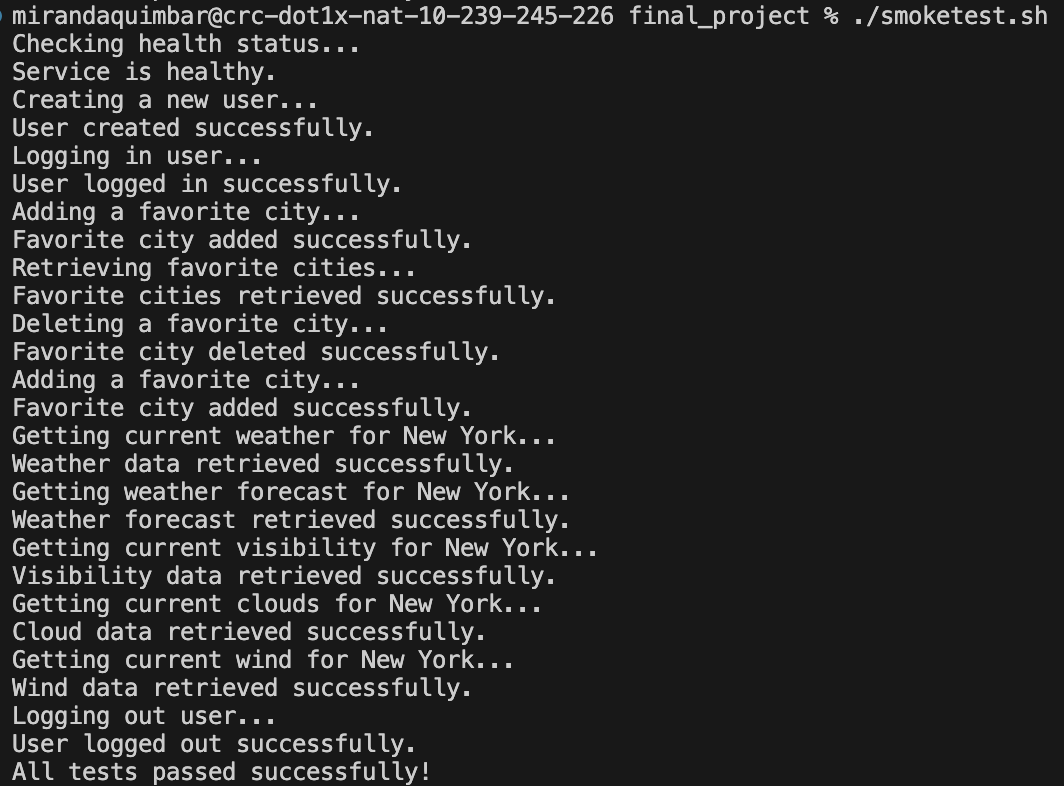 mirandaquimbar@crc-dot1x-nat-10-239-245-226 final_project % ./smoketest.sh
Checking health status...
Service is healthy.
Creating a new user...
User created successfully.
Logging in user...
User logged in successfully.
Adding a favorite city...
Favorite city added successfully.
Retrieving favorite cities...
Favorite cities retrieved successfully.
Deleting a favorite city...
Favorite city deleted successfully.
Adding a favorite city...
Favorite city added successfully.
Getting current weather for New York...
Weather data retrieved successfully.
Getting weather forecast for New York...
Weather forecast retrieved successfully.
Getting current visibility for New York...
Visibility data retrieved successfully.
Getting current clouds for New York...
Cloud data retrieved successfully.
Getting current wind for New York...
Wind data retrieved successfully.
Logging out user...
User logged out successfully.
All tests passed successfully!